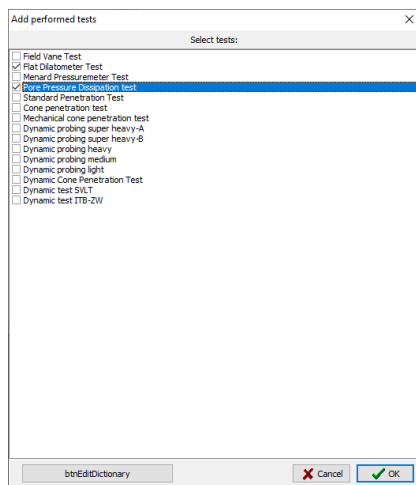 Add performed tests
Select tests:
Field Vane Test
Flat Dilatometer Test
Menard Pressuremeter Test
Pore Pressure Dissipation test
Standard Penetration Test
Cone penetration test
Mechanical cone penetration test
Dynamic probing super heavy-A
Dynamic probing super heavy-B
Dynamic probing heavy
Dynamic probing medium
Dynamic probing light
Dynamic Cone Penetration Test
Dynamic test SVLT
Dynamic test ITB-ZW
btnEditDictionary
Cancel
OK